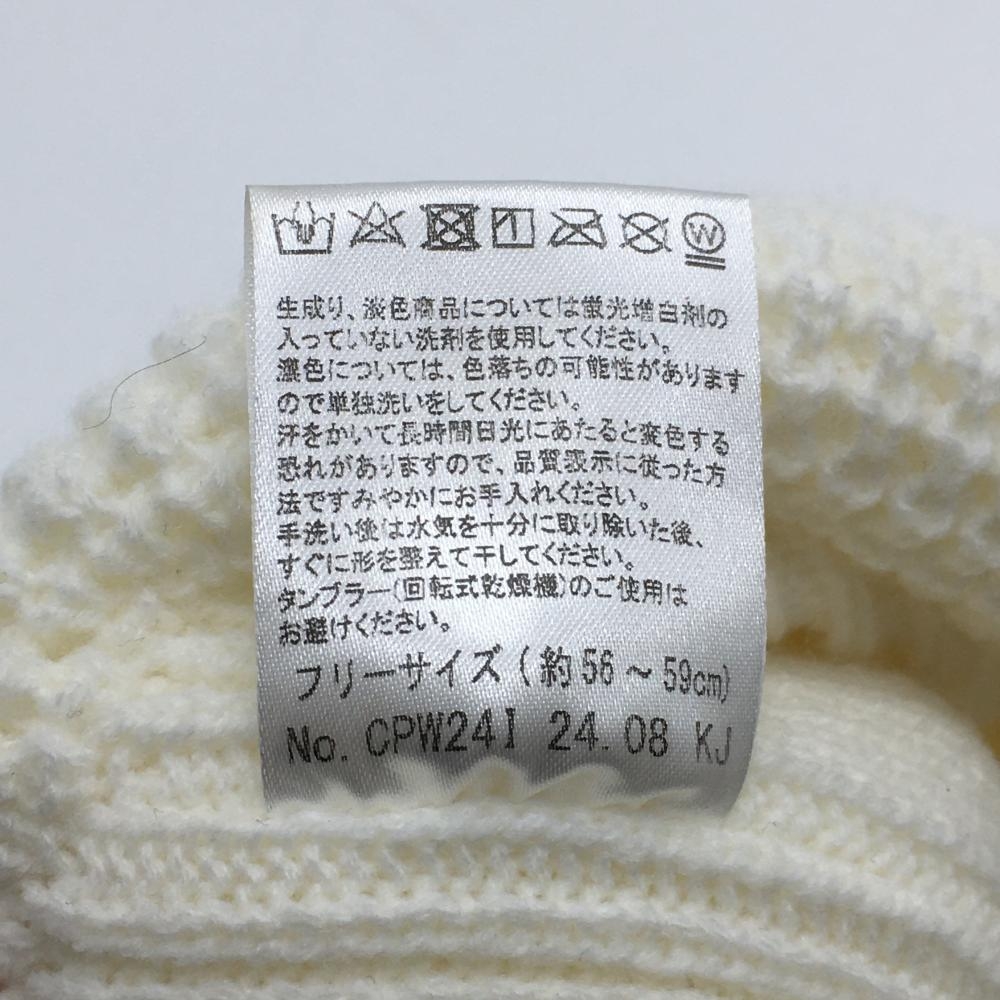 W
生成り、淡色商品については蛍光増白剤の
入っていない洗剤を使用してください。
濃色については、色落ちの可能性があります
ので単独洗いをしてください。
汗をかいて長時間日光にあたると変色する
恐れがありますので、品質表示に従った方
法ですみやかにお手入れください。
手洗い後は水気を十分に取り除いた後、
すぐに形を整えて干してください。
タンブラー(回転式乾燥機)のご使用は
お避けください。
フリーサイズ(約56～59cm)
No. CPW24I 24.08 KJ